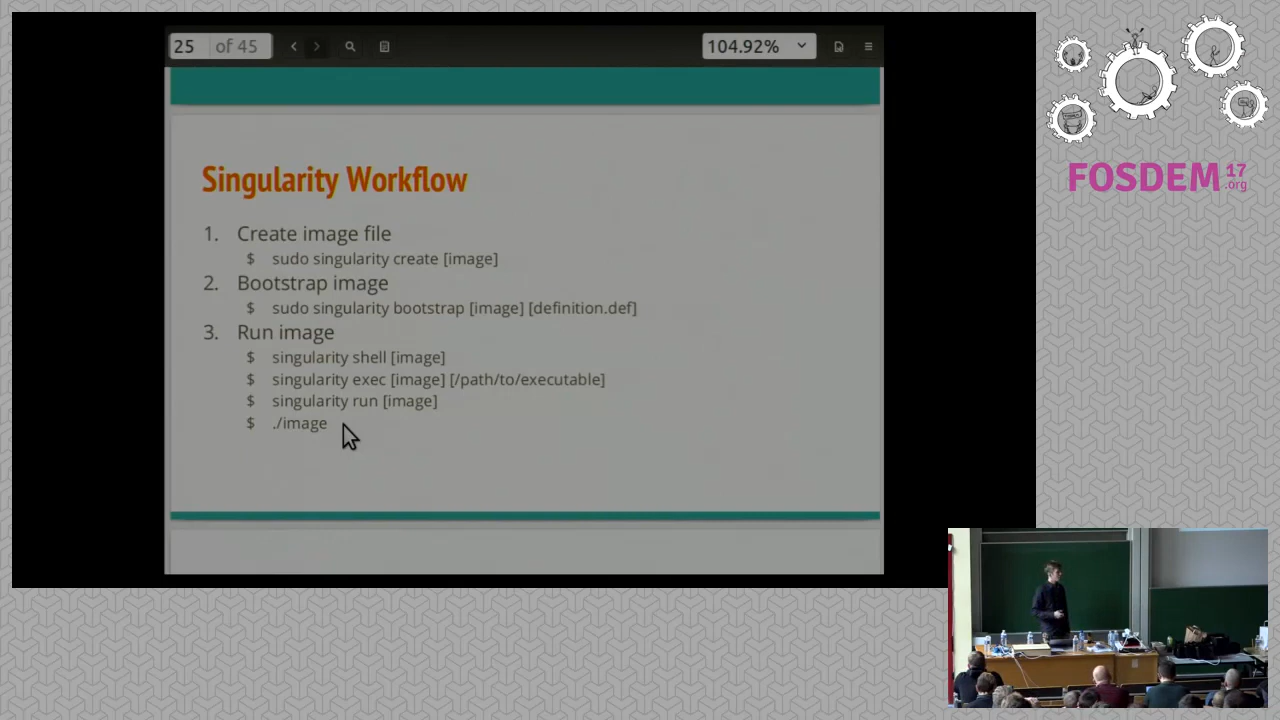 25 of 45
104.92%
Singularity Workflow
1. Create image file
$ sudo singularity create [image]
2. Bootstrap image
$ sudo singularity bootstrap [image] [definition.def]
3. Run image
$ singularity shell [image]
$ singularity exec [image] [/path/to/executable]
$ singularity run [image]
$ ./image
FOSDEM 17
.org